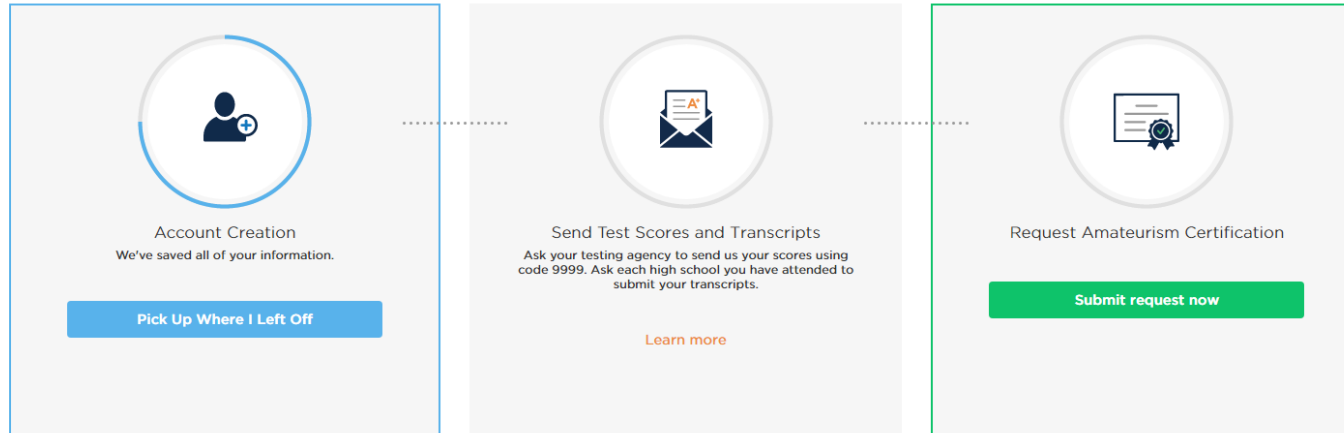 Account Creation
We've saved all of your information.
Pick Up Where I Left Off
A+
Send Test Scores and Transcripts
Ask your testing agency to send us your scores using
code 9999. Ask each high school you have attended to
submit your transcripts.
Learn more
Request Amateurism Certification
Submit request now